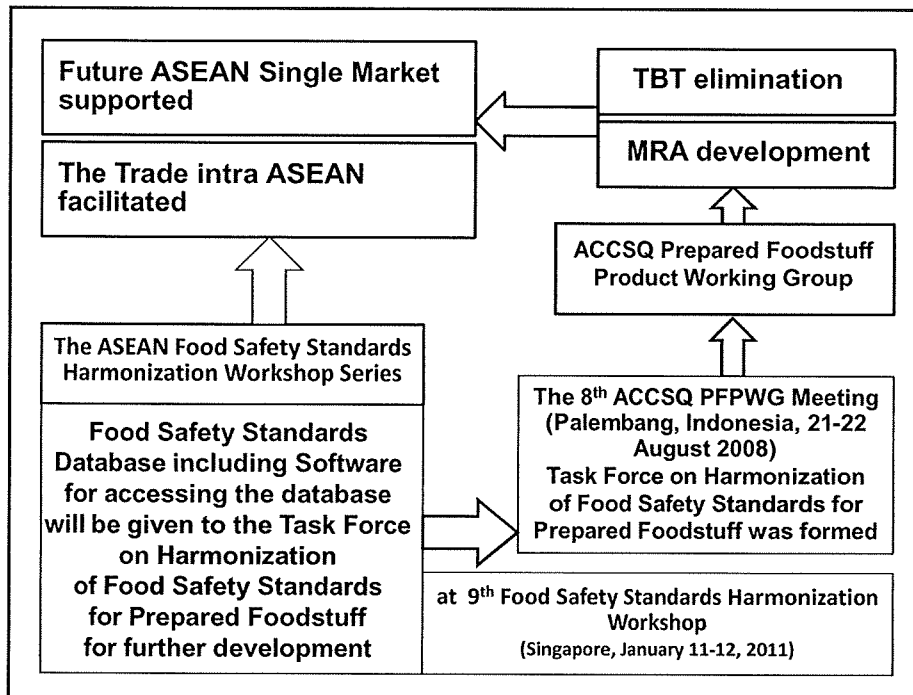 Future ASEAN Single Market
supported
The Trade intra ASEAN
facilitated
TBT elimination
MRA development
ACCSQ Prepared Foodstuff
Product Working Group
The ASEAN Food Safety Standards
Harmonization Workshop Series
Food Safety Standards
Database including Software
for accessing the database
will be given to the Task Force
on Harmonization
of Food Safety Standards
for Prepared Foodstuff
for further development
The 8th ACCSQ PFPWG Meeting
(Palembang, Indonesia, 21-22
August 2008)
Task Force on Harmonization
of Food Safety Standards for
Prepared Foodstuff was formed
at 9th Food Safety Standards Harmonization
Workshop
(Singapore, January 11-12, 2011)